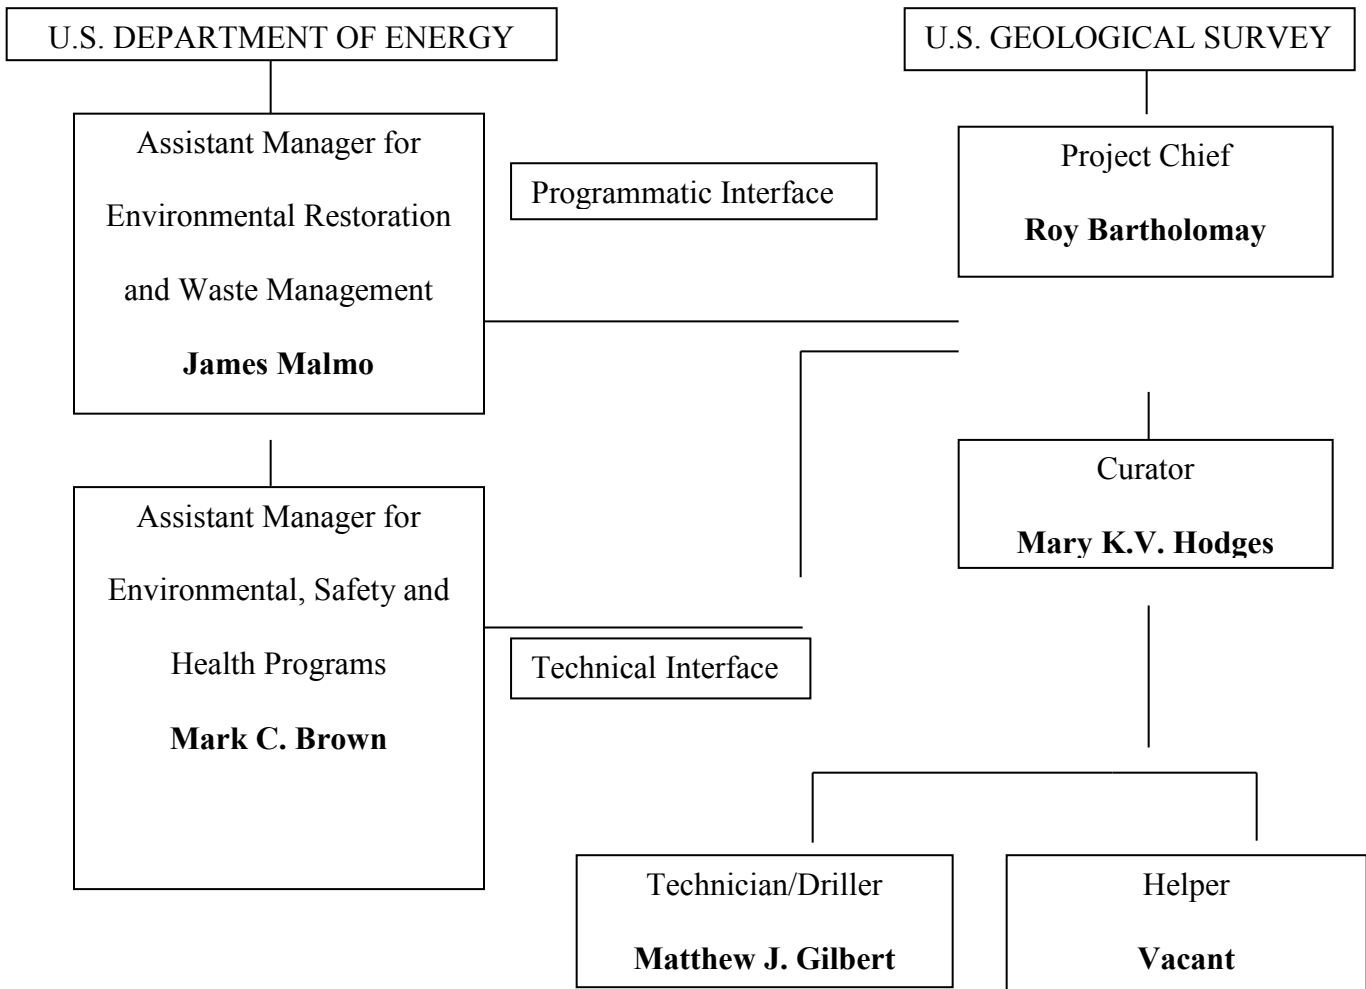 U.S. DEPARTMENT OF ENERGY
Assistant Manager for
Environmental Restoration
and Waste Management
James Malmo
Programmatic Interface
Assistant Manager for
Environmental, Safety and
Health Programs
Mark C. Brown
Technical Interface
U.S. GEOLOGICAL SURVEY
Project Chief
Roy Bartholomay
Curator
Mary K.V. Hodges
Technician/Driller
Matthew J. Gilbert
Helper
Vacant